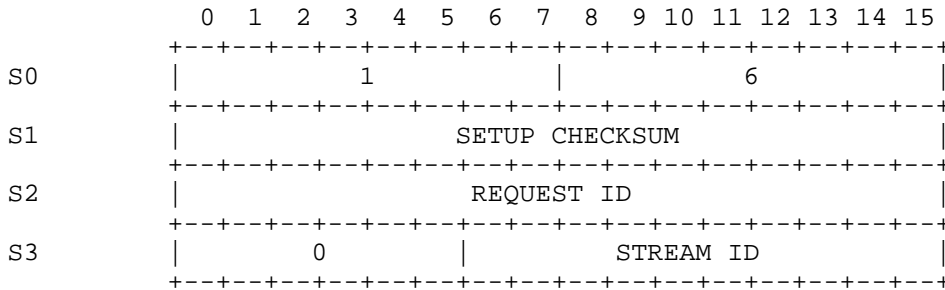 0 1 2 3 4 5 6 7 8 9 10 11 12 13 14 15
+--+--+--+--+--+--+--+--+--+--+--+--+--+--+--+--+
S0 | 1 | 6 |
+--+--+--+--+--+--+--+--+--+--+--+--+--+--+--+--+
S1 | SETUP CHECKSUM |
+--+--+--+--+--+--+--+--+--+--+--+--+--+--+--+--+
S2 | REQUEST ID |
+--+--+--+--+--+--+--+--+--+--+--+--+--+--+--+--+
S3 | 0 | STREAM ID |
+--+--+--+--+--+--+--+--+--+--+--+--+--+--+--+--+